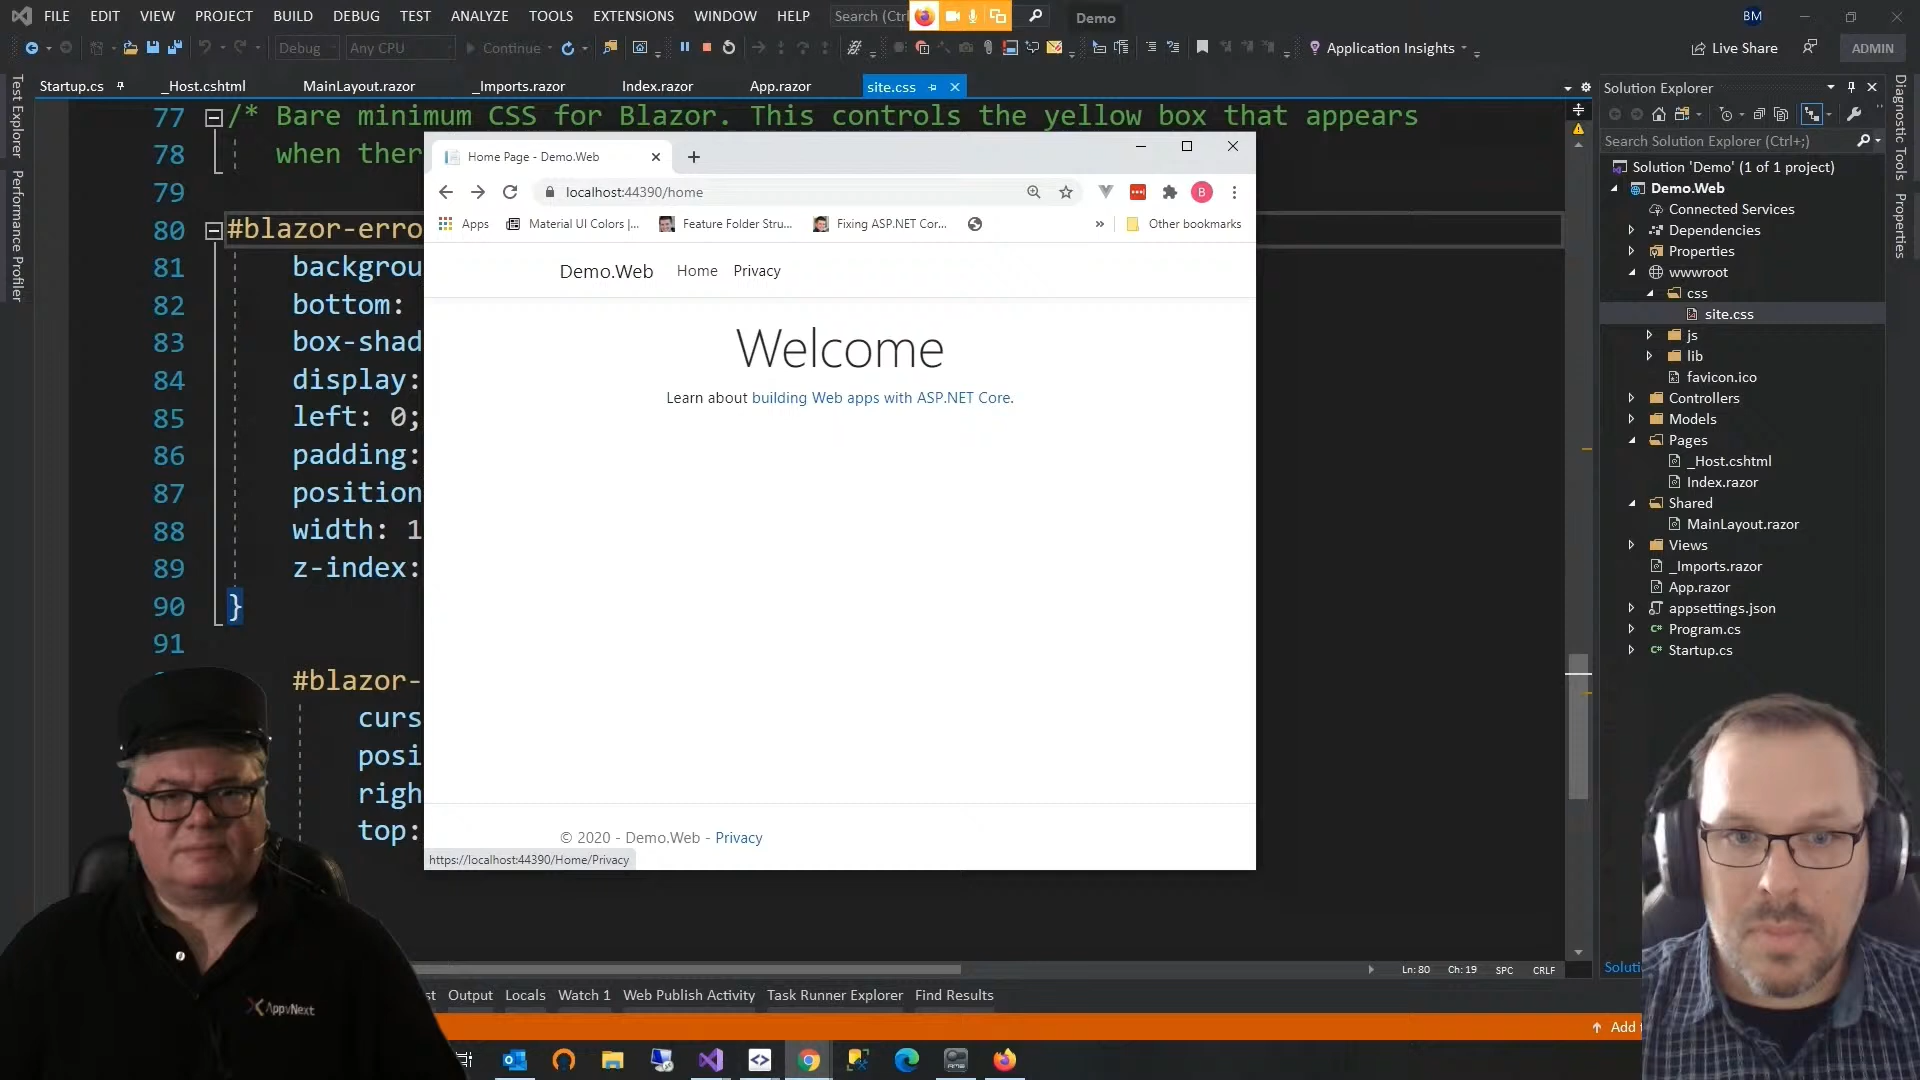 FILE EDIT VIEW PROJECT BUILD DEBUG TEST ANALYZE TOOLS EXTENSIONS WINDOW HELP Search (Ctrl Demo BM
Debug Any CPU Continue Application Insights Live Share ADMIN
Startup.cs _Host.cshtml MainLayout.razor _Imports.razor Index.razor App.razor site.css
Test Explorer
Performance Profiler
77 /* Bare minimum CSS for Blazor. This controls the yellow box that appears
78 when ther
79
80 #blazor-erro
81 backgrou
82 bottom:
83 box-shad
84 display:
85 left: 0;
86 padding:
87 position
88 width: 1
89 z-index:
90 }
91
#blazor-
curs
posi
righ
top:
Home Page - Demo.Web
localhost:44390/home
B
Apps Material UI Colors |... Feature Folder Stru... Fixing ASP.NET Cor... » Other bookmarks
Demo.Web Home Privacy
Welcome
Learn about building Web apps with ASP.NET Core.
© 2020 - Demo.Web - Privacy
https://localhost:44390/Home/Privacy
Solution Explorer
Search Solution Explorer (Ctrl+;)
Solution 'Demo' (1 of 1 project)
Demo.Web
Connected Services
Dependencies
Properties
wwwroot
css
site.css
js
lib
favicon.ico
Controllers
Models
Pages
_Host.cshtml
Index.razor
Shared
MainLayout.razor
Views
_Imports.razor
App.razor
appsettings.json
C# Program.cs
C# Startup.cs
Diagnostic Tools
Properties
Ln: 80 Ch: 19 SPC CRLF
Soluti
st Output Locals Watch 1 Web Publish Activity Task Runner Explorer Find Results
Add t
AppvNext